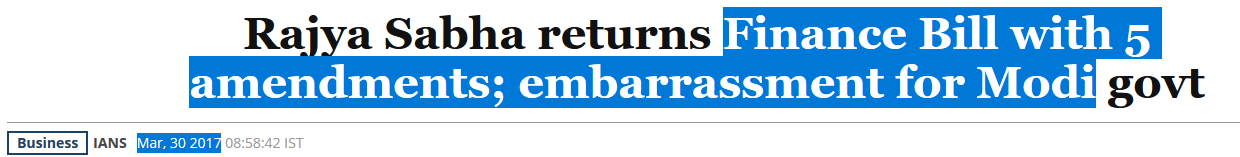 Rajya Sabha returns Finance Bill with 5
amendments; embarrassment for Modi govt
Business IANS Mar, 30 2017 08:58:42 IST